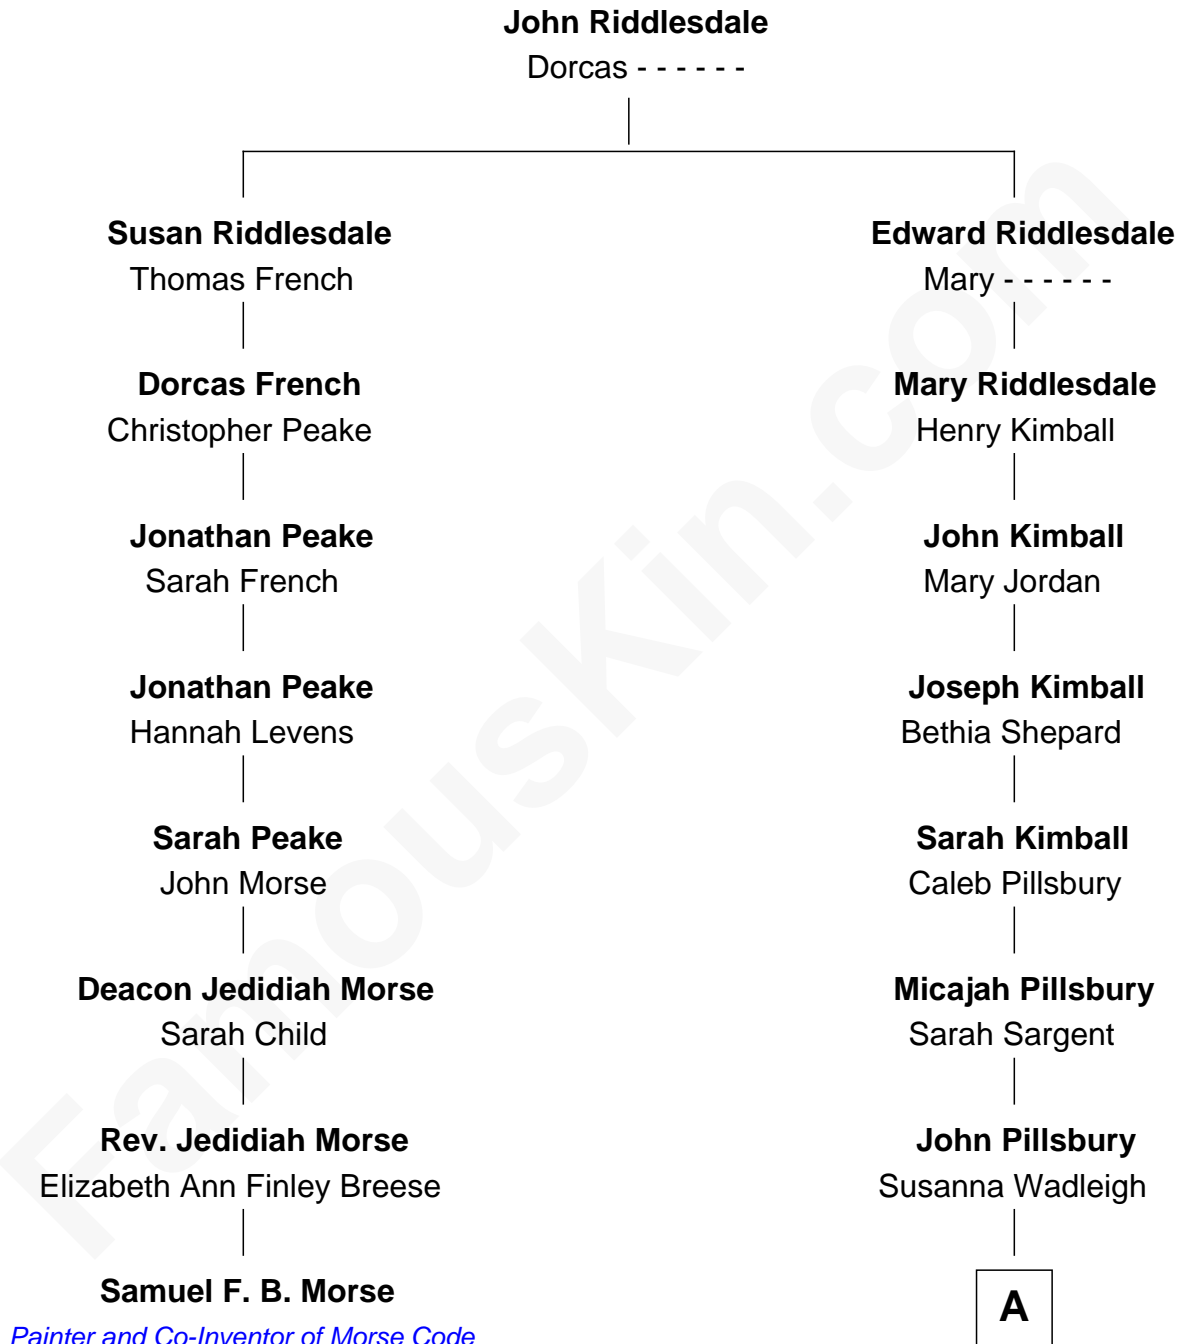 John Riddlesdale
Dorcas - - - - - -
Susan Riddlesdale
Thomas French
Dorcas French
Christopher Peake
Jonathan Peake
Sarah French
Jonathan Peake
Hannah Levens
Sarah Peake
John Morse
Deacon Jedidiah Morse
Sarah Child
Rev. Jedidiah Morse
Elizabeth Ann Finley Breese
Samuel F. B. Morse
Painter and Co-Inventor of Morse Code
Edward Riddlesdale
Mary - - - - - -
Mary Riddlesdale
Henry Kimball
John Kimball
Mary Jordan
Joseph Kimball
Bethia Shepard
Sarah Kimball
Caleb Pillsbury
Micajah Pillsbury
Sarah Sargent
John Pillsbury
Susanna Wadleigh
A
FamousKin.com